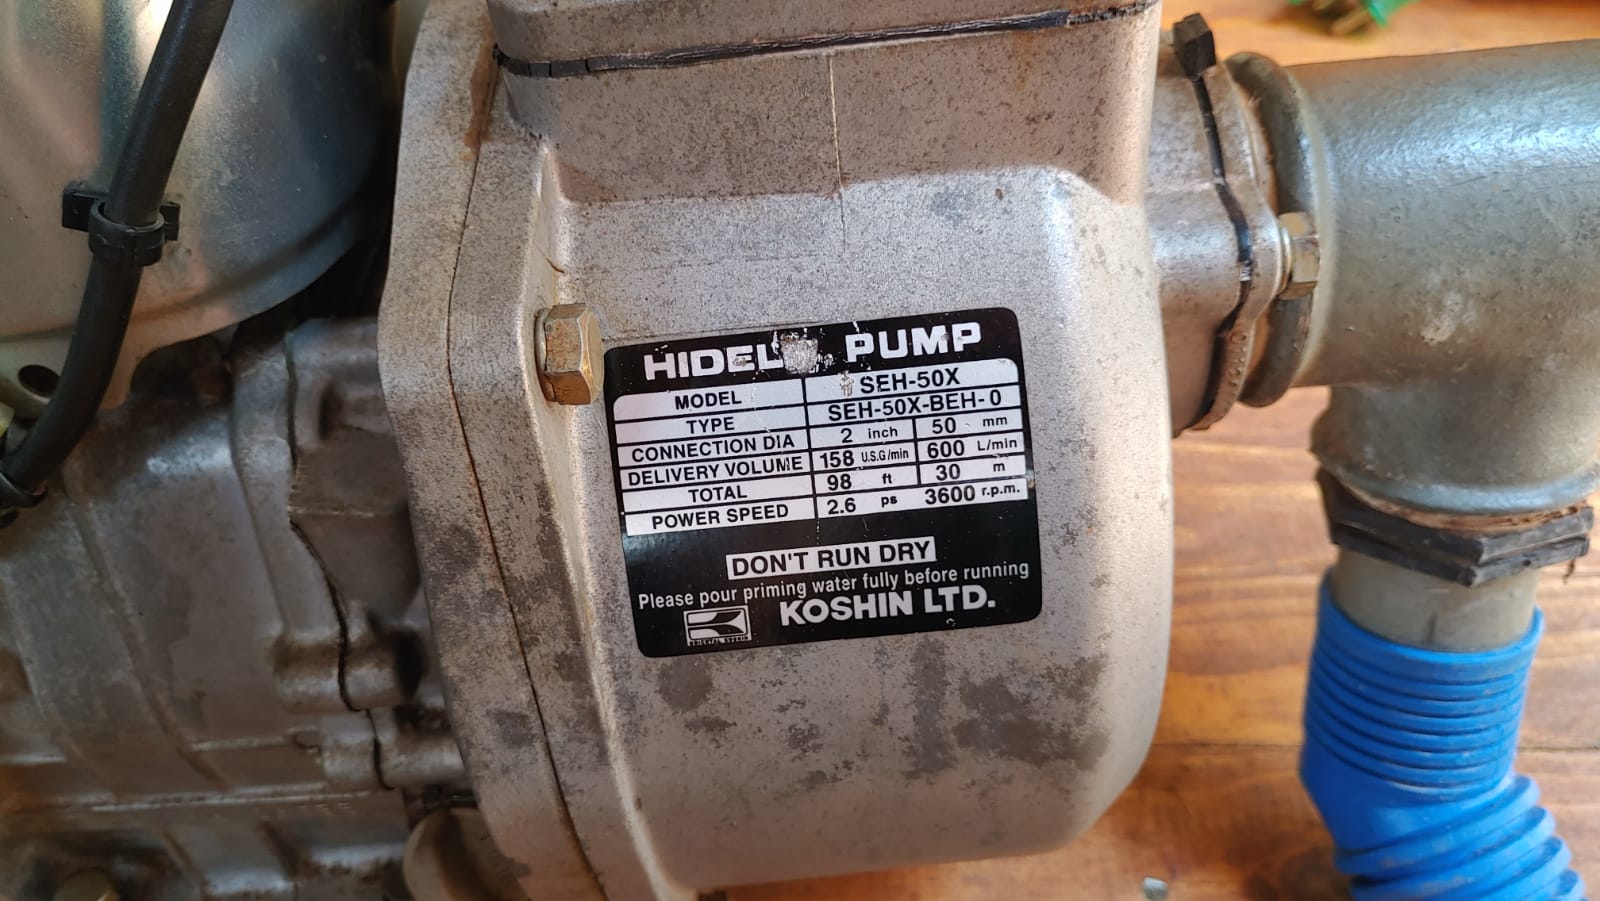 PUMP
MODEL SEH-50X
TYPE SEH-50X-BEH-0
CONNECTION DIA 2 inch 50 mm
DELIVERY VOLUME 158 U.S.G/min 600 L/min
TOTAL 98 ft 30 m
POWER SPEED 2.6 ps 3600 r.p.m.
DON'T RUN DRY
Please pour priming water fully before running
KOSHIN LTD.